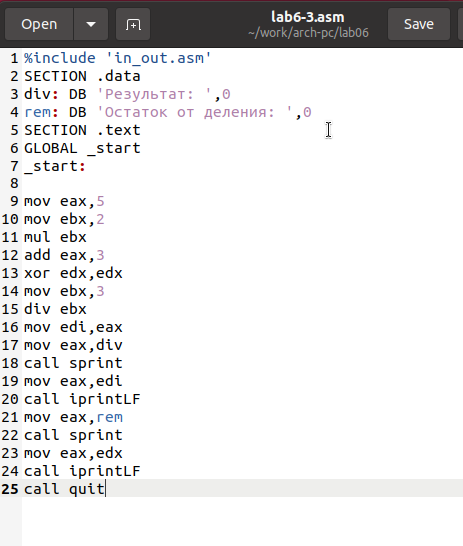 Open
lab6-3.asm
~/work/arch-pc/lab06
Save
1 %include 'in_out.asm'
2 SECTION .data
3 div: DB 'Результат: ',0
4 rem: DB 'Остаток от деления: ',0
5 SECTION .text
6 GLOBAL _start
7 _start:
8
9 mov eax,5
10 mov ebx,2
11 mul ebx
12 add eax,3
13 xor edx,edx
14 mov ebx,3
15 div ebx
16 mov edi,eax
17 mov eax,div
18 call sprint
19 mov eax,edi
20 call iprintLF
21 mov eax,rem
22 call sprint
23 mov eax,edx
24 call iprintLF
25 call quit